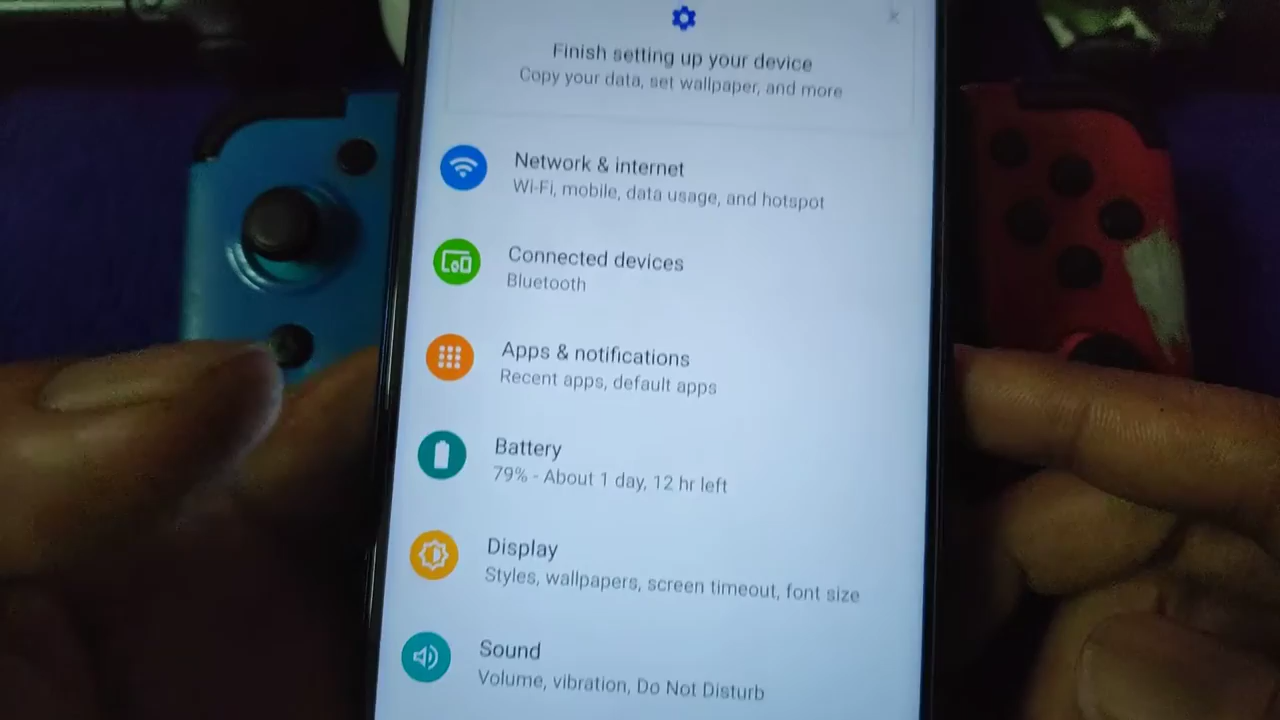 Finish setting up your device
Copy your data, set wallpaper, and more
Network & internet
Wi-Fi, mobile, data usage, and hotspot
Connected devices
Bluetooth
Apps & notifications
Recent apps, default apps
Battery
79% - About 1 day, 12 hr left
Display
Styles, wallpapers, screen timeout, font size
Sound
Volume, vibration, Do Not Disturb